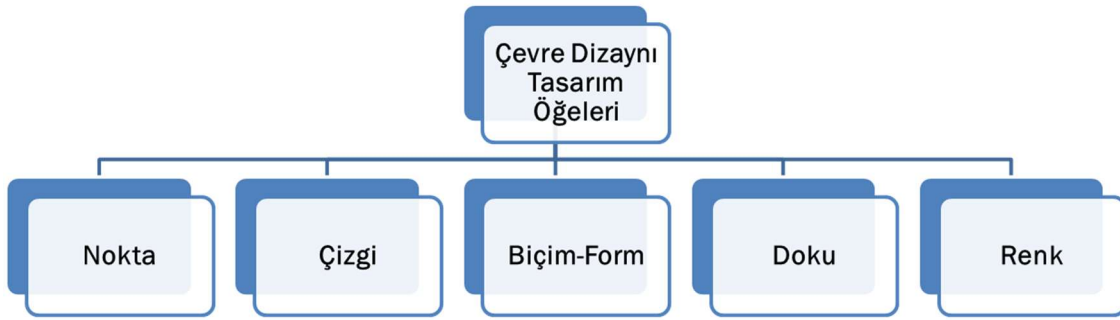 Çevre Dizaynı
Tasarım
Öğeleri
Nokta
Çizgi
Biçim-Form
Doku
Renk